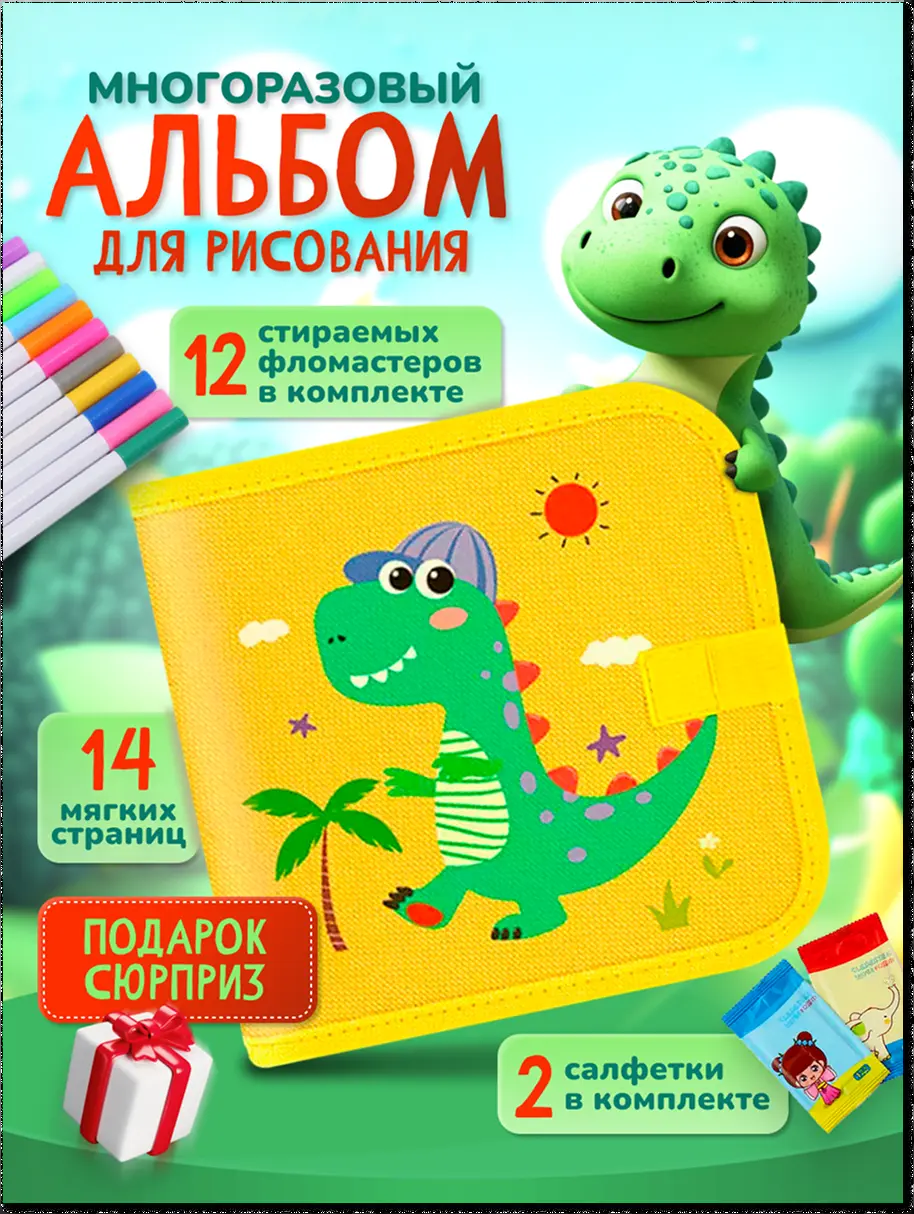 МНОГОРАЗОВЫЙ
АЛЬБОМ
ДЛЯ РИСОВАНИЯ
12 стираемых
фломастеров
в комплекте
14
мягких
страниц
ПОДАРОК
СЮРПРИЗ
2 салфетки
в комплекте